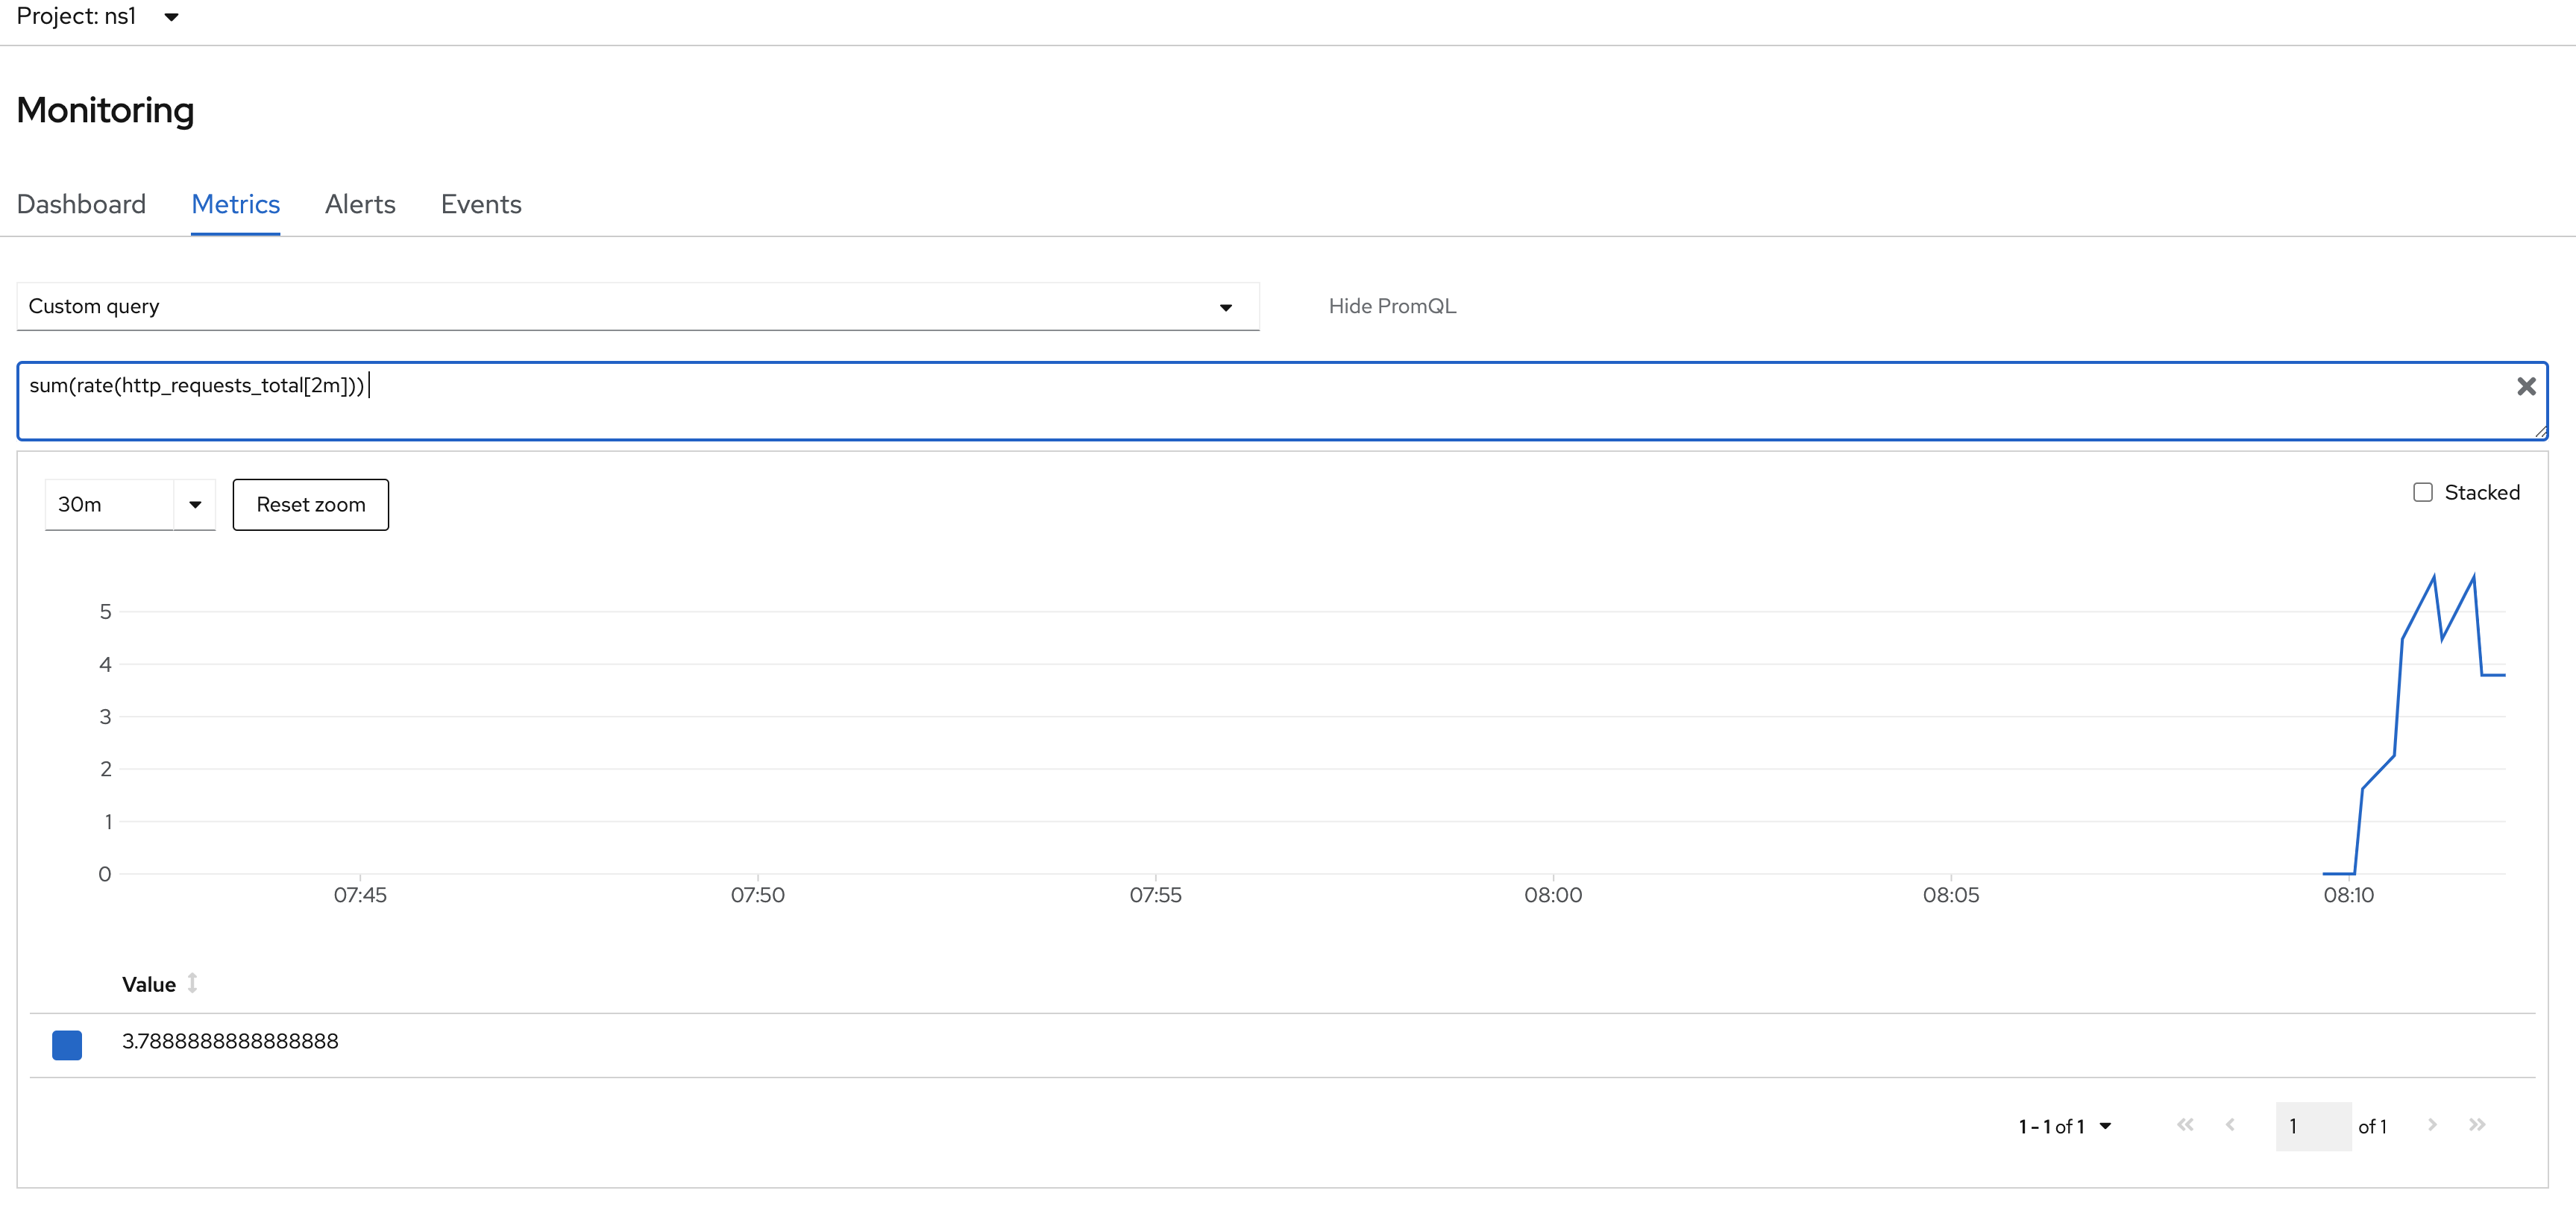 Project: ns1
Monitoring
Dashboard Metrics Alerts Events
Custom query Hide PromQL
sum(rate(http_requests_total[2m]))
30m Reset zoom Stacked
5
4
3
2
1
0
07:45 07:50 07:55 08:00 08:05 08:10
Value
3.7888888888888888
1 - 1 of 1 1 of 1